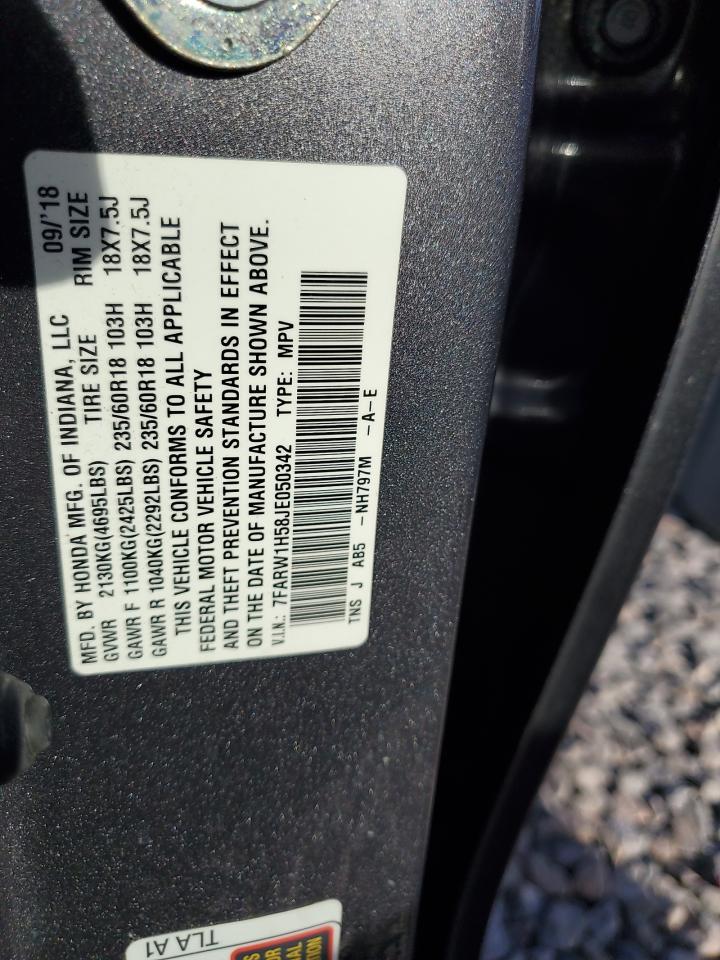 MFD. BY HONDA MFG. OF INDIANA, LLC 09/'18
TIRE SIZE RIM SIZE
GVWR 2130KG(4695LBS)
GAWR F 1100KG(2425LBS) 235/60R18 103H 18X7.5J
GAWR R 1040KG(2292LBS) 235/60R18 103H 18X7.5J
THIS VEHICLE CONFORMS TO ALL APPLICABLE
FEDERAL MOTOR VEHICLE SAFETY
AND THEFT PREVENTION STANDARDS IN EFFECT
ON THE DATE OF MANUFACTURE SHOWN ABOVE.
V.I.N.: 7FARW1H58JE050342 TYPE: MPV
TNS J AB5 -NH797M -A-E
TLA A1